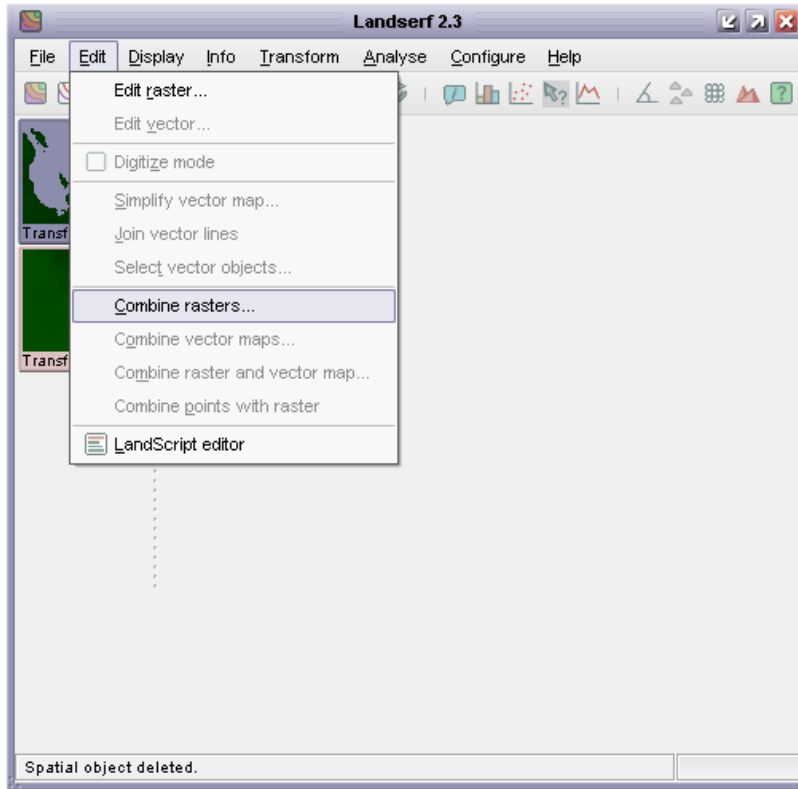 Landserf 2.3
File Edit Display Info Transform Analyse Configure Help
Edit raster...
Edit vector...
Digitize mode
Simplify vector map...
Join vector lines
Select vector objects...
Combine rasters...
Combine vector maps...
Combine raster and vector map...
Combine points with raster
LandScript editor
Transf
Transf
Spatial object deleted.